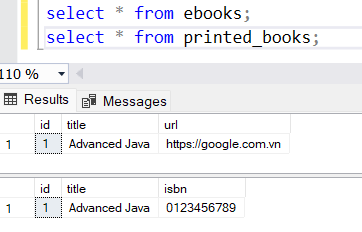 select * from ebooks;
select * from printed_books;
110 %
Results Messages
id title url
1 1 Advanced Java https://google.com.vn
id title isbn
1 1 Advanced Java 0123456789